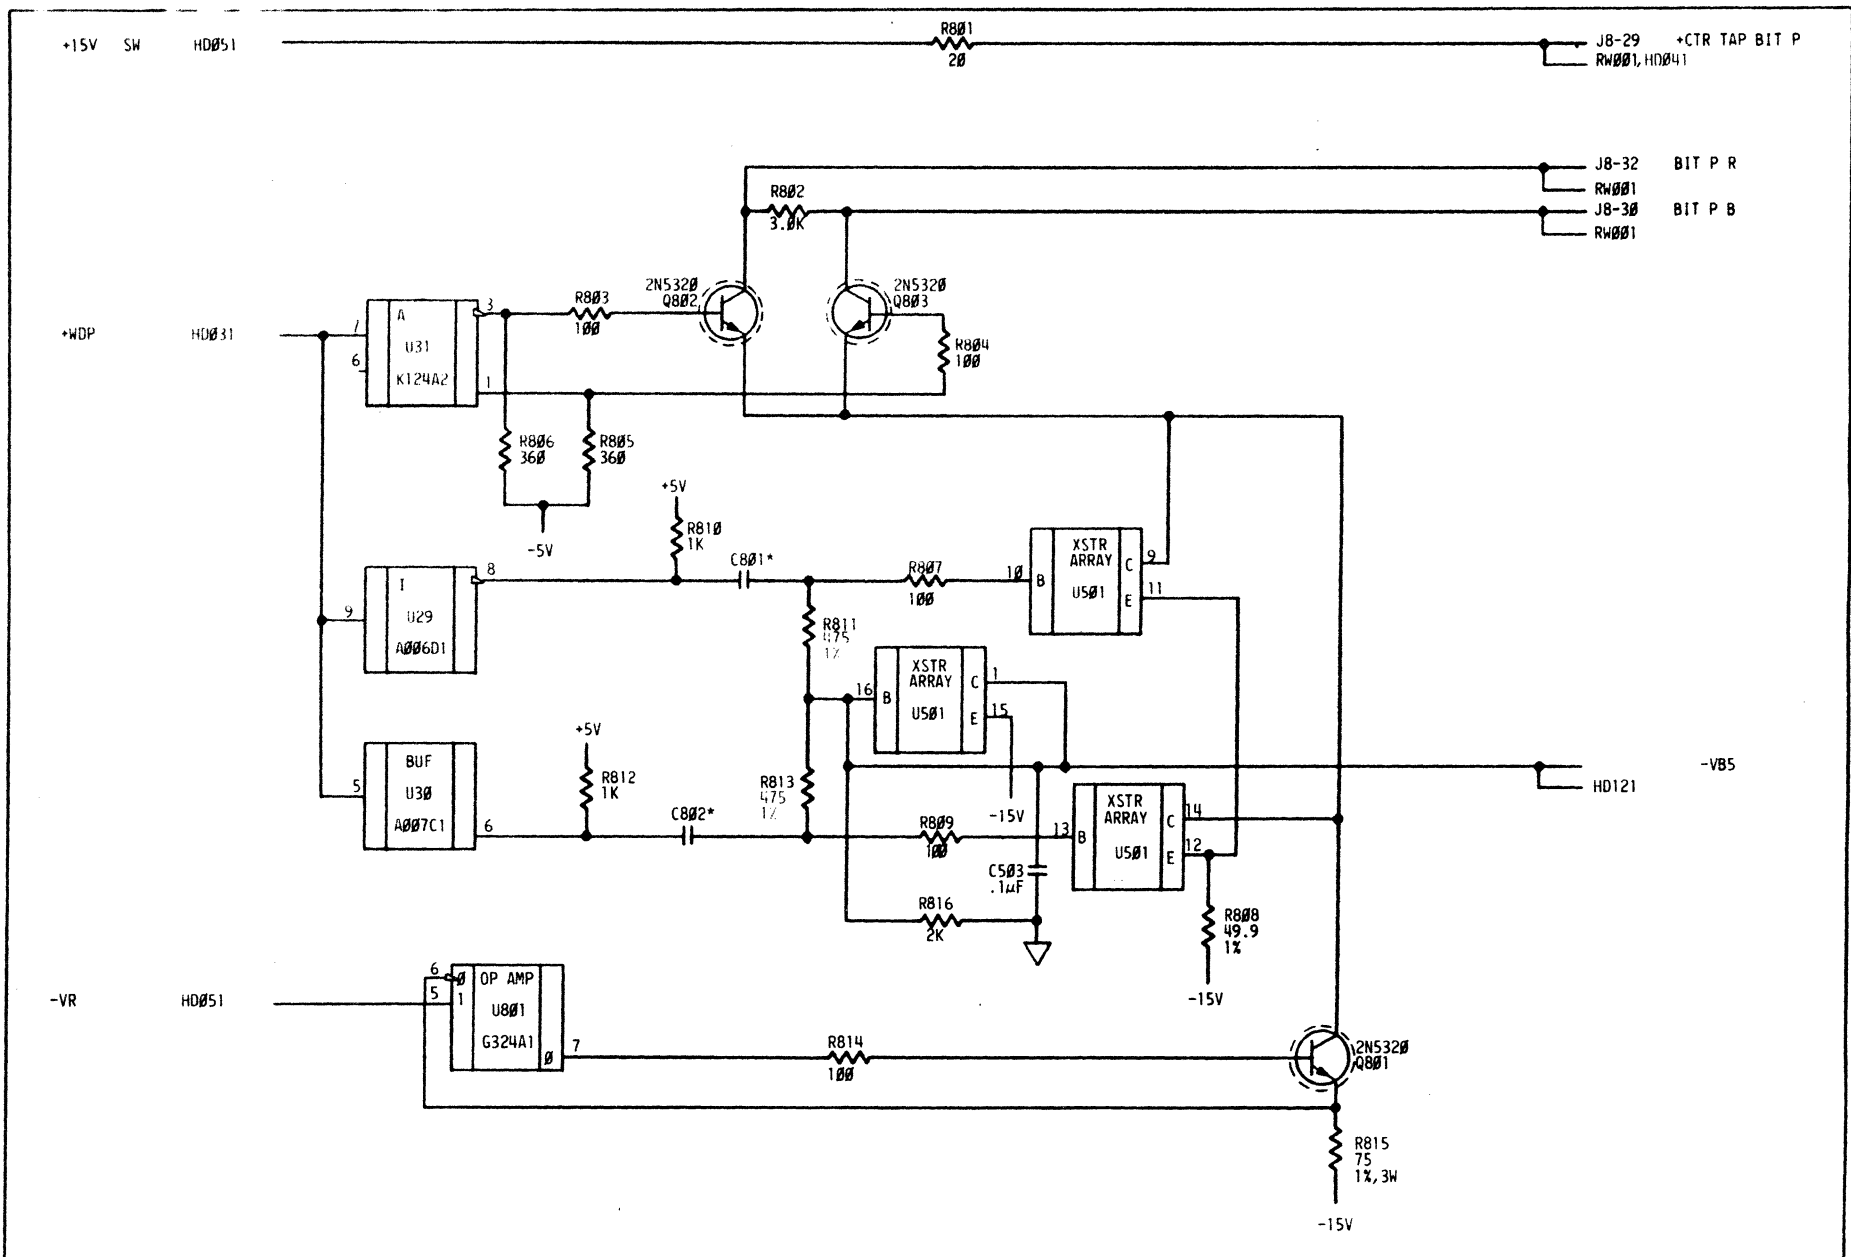 +15V SW HDØ51
R8Ø1
2Ø
J8-29 +CTR TAP BIT P
RWØØ1,HDØ41
J8-32 BIT P R
RWØØ1
R8Ø2
3.ØK
J8-3Ø BIT P B
RWØØ1
2N532Ø
Q8Ø2
2N532Ø
Q8Ø3
+WDP HDØ31
7
6
A
U31
K124A2
3
1
R8Ø3
1ØØ
R8Ø4
1ØØ
R8Ø6
36Ø
R8Ø5
36Ø
-5V
+5V
R81Ø
1K
C8Ø1*
9
I
U29
AØØ6D1
8
R8Ø7
1ØØ
1Ø
B
XSTR
ARRAY
U5Ø1
C
E
9
11
R811
475
1%
16
B
XSTR
ARRAY
U5Ø1
C
E
1
15
-15V
5
BUF
U3Ø
AØØ7C1
6
+5V
R812
1K
C8Ø2*
R813
475
1%
R8Ø9
1ØØ
13
B
XSTR
ARRAY
U5Ø1
C
E
14
12
-VB5
HD121
C5Ø3
.1µF
R816
2K
R8Ø8
49.9
1%
-15V
-VR HDØ51
6
5
Ø
1
OP AMP
U8Ø1
G324A1
Ø
7
R814
1ØØ
2N532Ø
Q8Ø1
R815
75
1%,3W
-15V